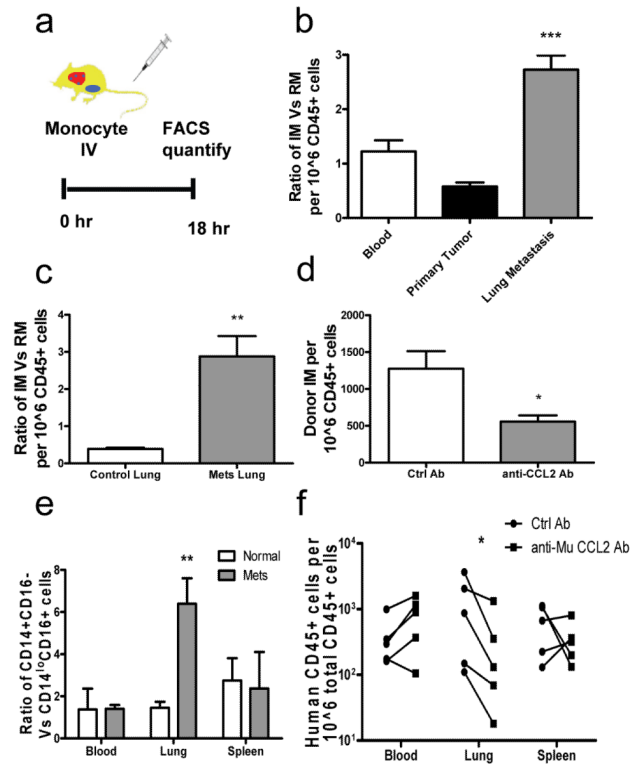 a
Monocyte
IV
FACS
quantify
0 hr
18 hr
b
Ratio of IM Vs RM
per 10^6 CD45+ cells
3
2
1
0
***
Blood
Primary Tumor
Lung Metastasis
c
Ratio of IM Vs RM
per 10^6 CD45+ cells
4
3
2
1
0
**
Control Lung
Mets Lung
d
Donor IM per
10^6 CD45+ cells
2000
1500
1000
500
0
*
Ctrl Ab
anti-CCL2 Ab
e
Ratio of CD14+CD16-
Vs CD14loCD16+ cells
8
6
4
2
0
**
Normal
Mets
Blood
Lung
Spleen
f
Ctrl Ab
anti-Mu CCL2 Ab
Human CD45+ cells per
10^6 total CD45+ cells
10^4
10^3
10^2
10^1
*
Blood
Lung
Spleen